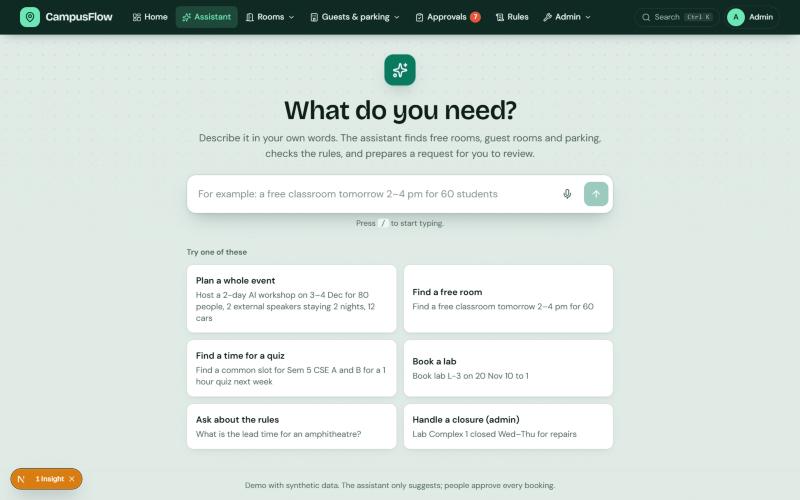 CampusFlow
Home
Assistant
Rooms
Guests & parking
Approvals 7
Rules
Admin
Search Ctrl K
A Admin
What do you need?
Describe it in your own words. The assistant finds free rooms, guest rooms and parking,
checks the rules, and prepares a request for you to review.
For example: a free classroom tomorrow 2–4 pm for 60 students
Press / to start typing.
Try one of these
Plan a whole event
Host a 2-day AI workshop on 3–4 Dec for 80
people, 2 external speakers staying 2 nights, 12
cars
Find a free room
Find a free classroom tomorrow 2–4 pm for 60
Find a time for a quiz
Find a common slot for Sem 5 CSE A and B for a 1
hour quiz next week
Book a lab
Book lab L-3 on 20 Nov 10 to 1
Ask about the rules
What is the lead time for an amphitheatre?
Handle a closure (admin)
Lab Complex 1 closed Wed–Thu for repairs
N 1 Insight
Demo with synthetic data. The assistant only suggests; people approve every booking.